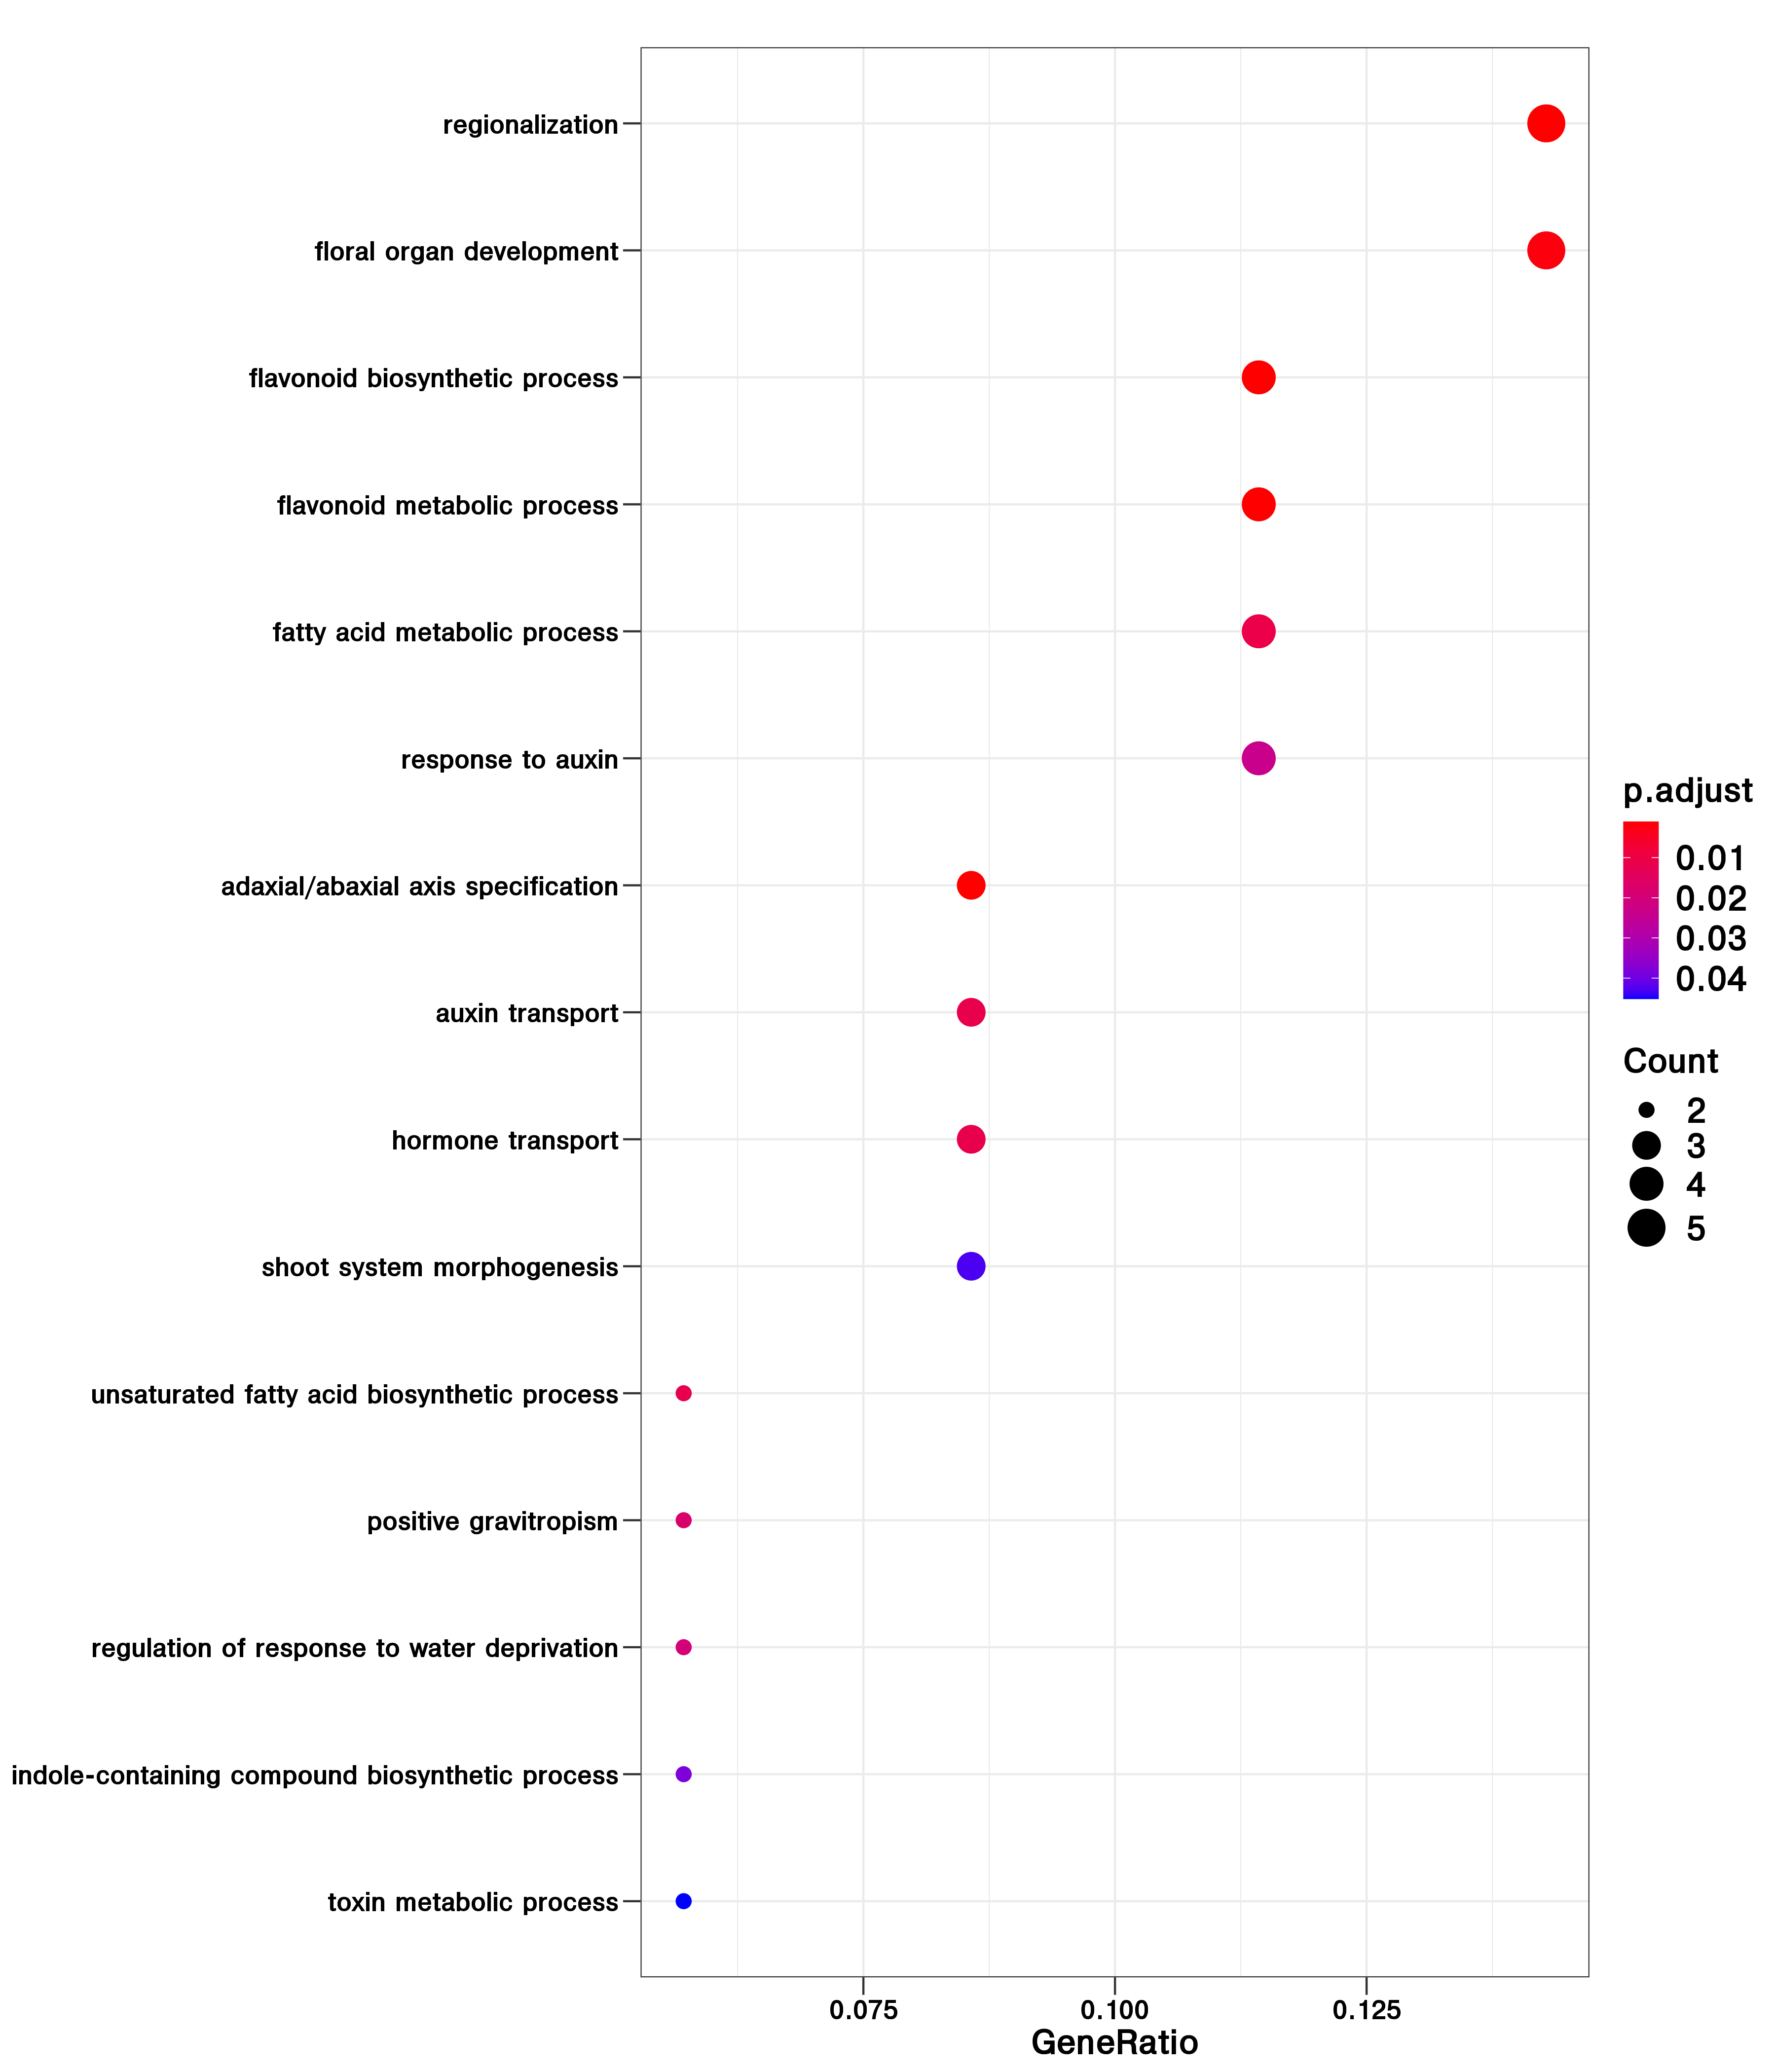 regionalization
floral organ development
flavonoid biosynthetic process
flavonoid metabolic process
fatty acid metabolic process
response to auxin
adaxial/abaxial axis specification
auxin transport
hormone transport
shoot system morphogenesis
unsaturated fatty acid biosynthetic process
positive gravitropism
regulation of response to water deprivation
indole-containing compound biosynthetic process
toxin metabolic process
0.075 0.100 0.125
GeneRatio
p.adjust
0.01
0.02
0.03
0.04
Count
2
3
4
5